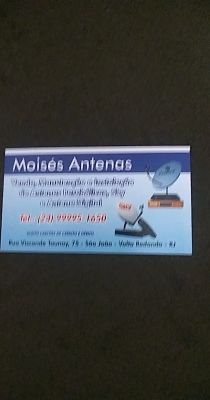 Moisés Antenas
Venda, Manutenção e Instalação
de Antenas Parabólicas, Sky
e Antena Digital
Tel: (24) 99995-1650
Rua Visconde Taunay, 75 - São João - Volta Redonda - RJ